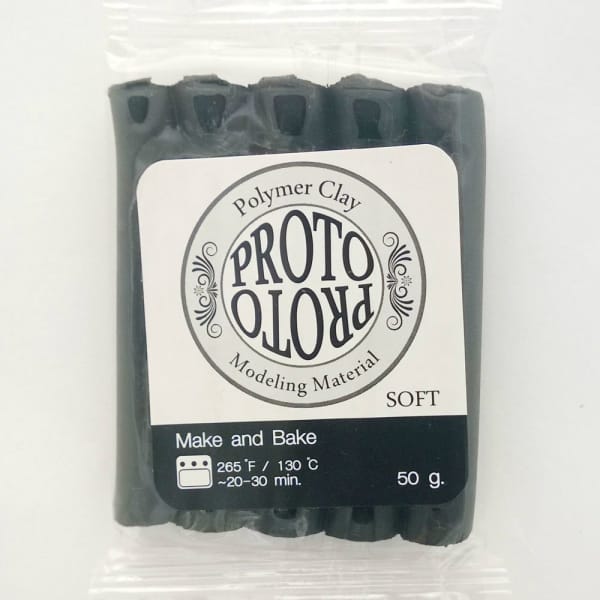 Polymer Clay
PROTO
PROTO
Modeling Material
SOFT
Make and Bake
265 °F / 130 °C
~20-30 min.
50 g.